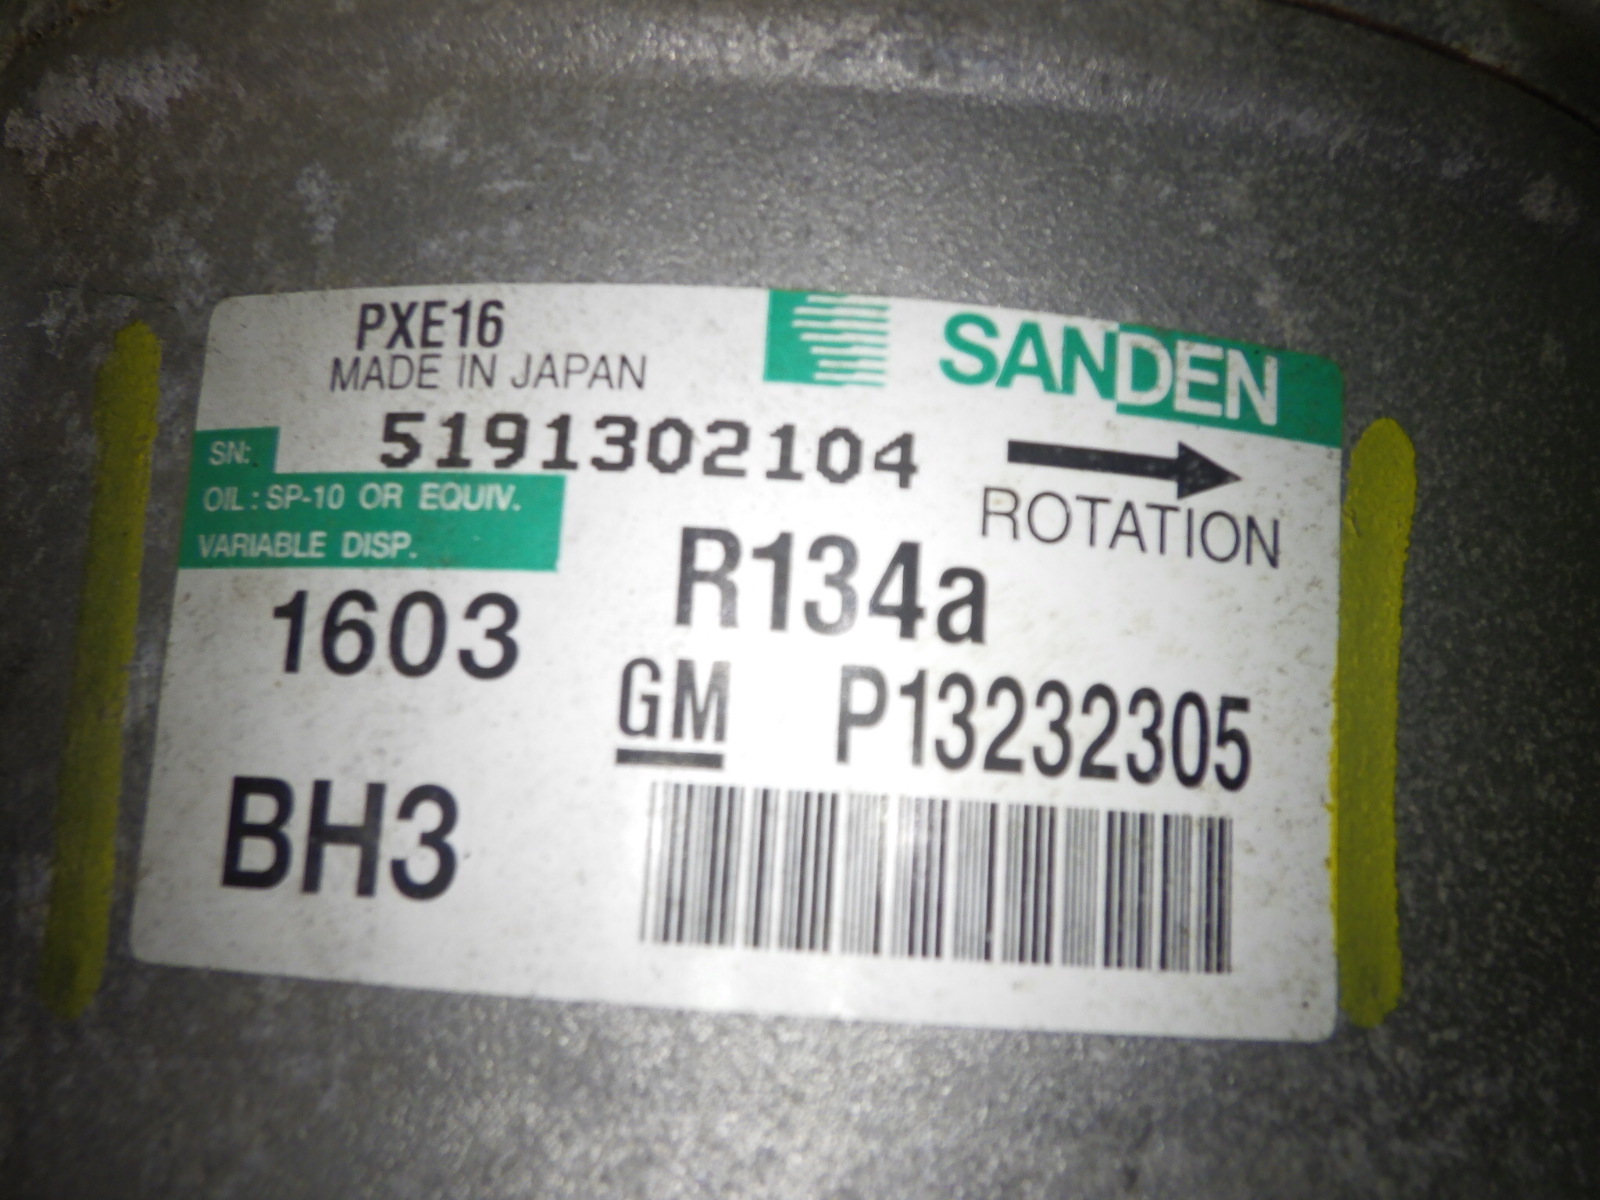 PXE16
MADE IN JAPAN
SANDEN
SN: 5191302104
OIL: SP-10 OR EQUIV.
VARIABLE DISP.
ROTATION
1603
R134a
GM P13232305
BH3